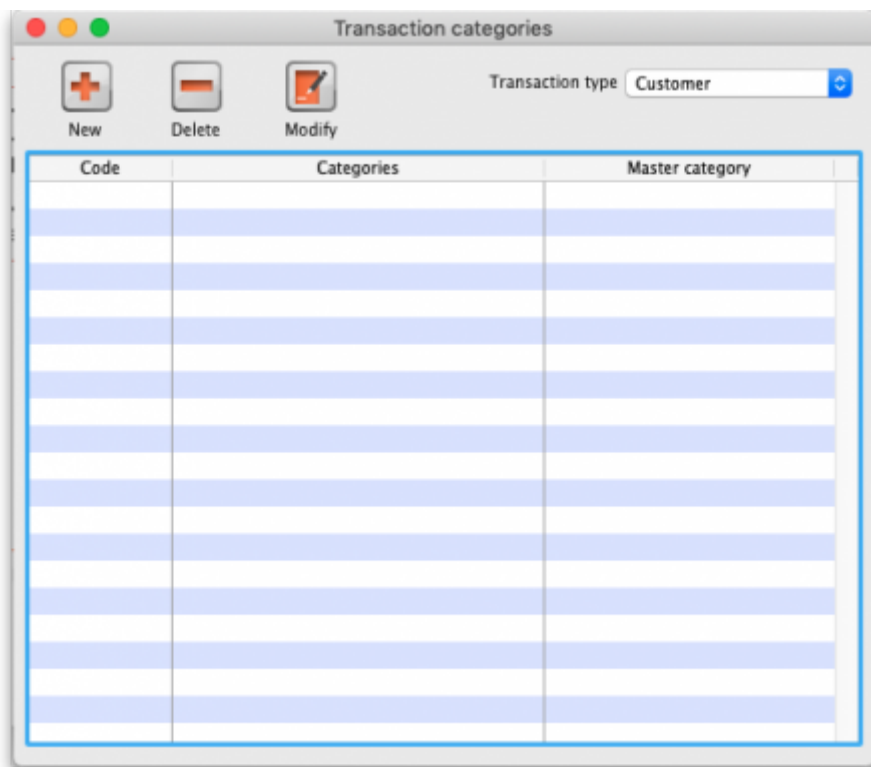 Transaction categories
Transaction type Customer
New Delete Modify
Code Categories Master category